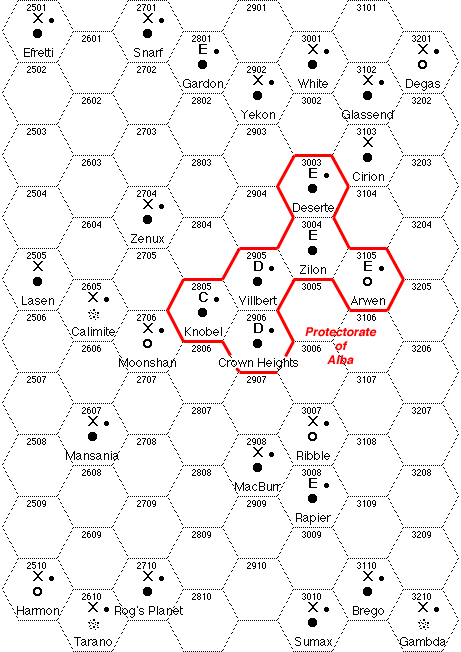 2501 2701 2901 3101
X X
2601 2801 3001 3201
Efretti Snarf E X X
2502 2702 2902 3102
X Gardon White X Degas
2602 2802 3002 3202
Yekon Glassend
2503 2703 2903 3103
X
2603 2803 3003 3203
E Cirion
2504 2704 2904 3104
X Deserte
2604 2804 3004 3204
Zenux E
2505 2705 2905 3105
X D Zilon E
2605 2805 3005 3205
Lasen X C Villbert Arwen
2506 2706 2906 3106
Calimite X Knobel D Protectorate
of
2606 2806 3006 3206
Moonshan Crown Heights Alba
2507 2707 2907 3107
2607 2807 3007 3207
X X
2508 2708 2908 3108
Mansania X Ribble
2608 2808 3008 3208
MacBurr E
2509 2709 2909 3109
Rapier
2609 2809 3009 3209
2510 2710 2910 3110
X X X
2610 2810 3010 3210
Harmon X Rog's Planet X Brego X
Tarano Sumax Gambda